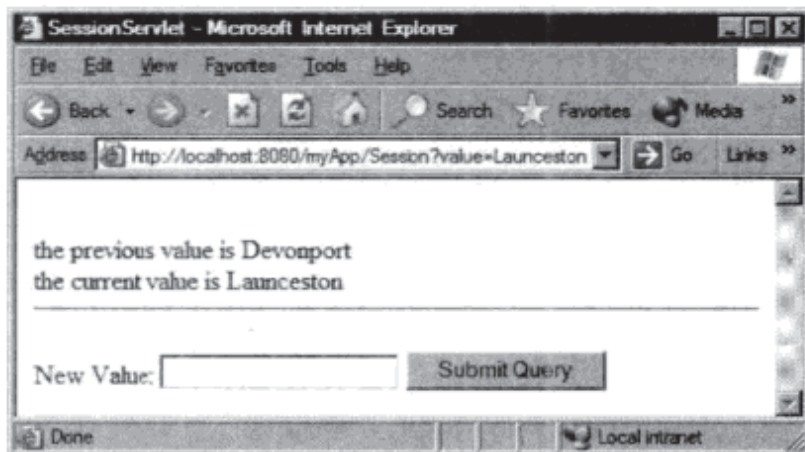 SessionServlet - Microsoft Internet Explorer
File Edit View Favorites Tools Help
Back Search Favorites Media »
Address http://localhost:8080/myApp/Session?value=Launceston Go Links »
the previous value is Devonport
the current value is Launceston
New Value: Submit Query
Done Local intranet